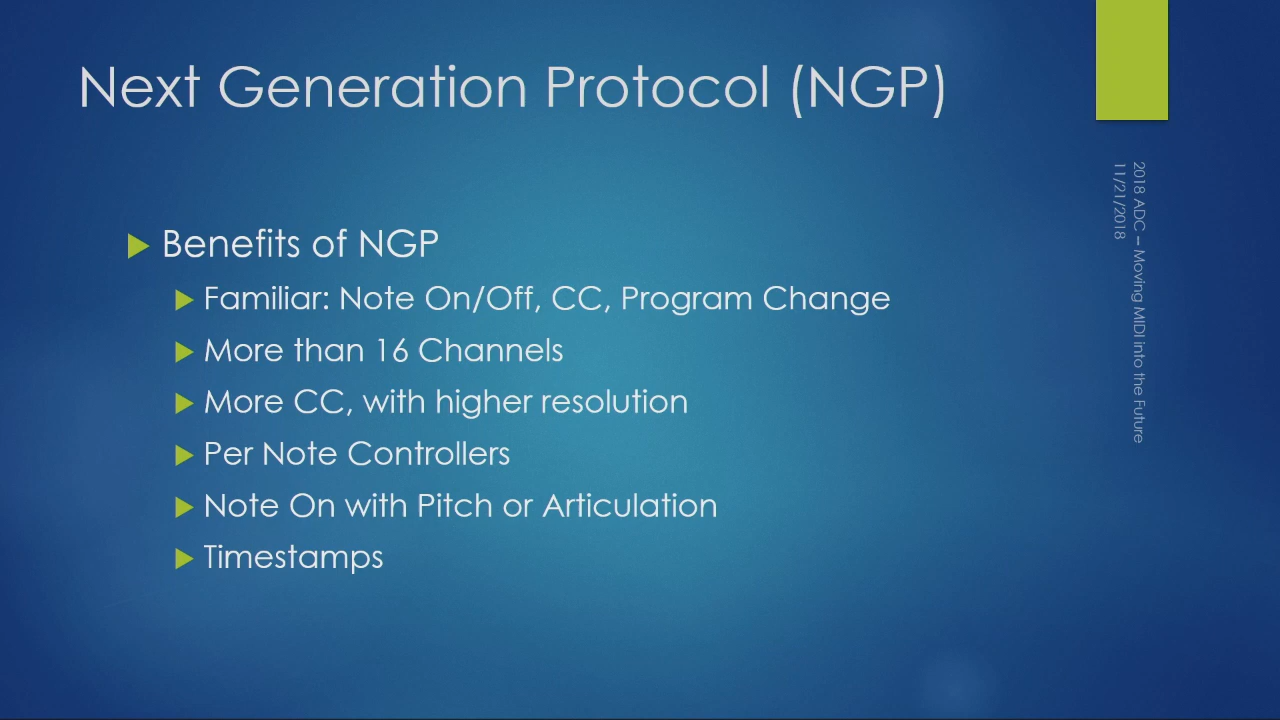 Next Generation Protocol (NGP)
Benefits of NGP
Familiar: Note On/Off, CC, Program Change
More than 16 Channels
More CC, with higher resolution
Per Note Controllers
Note On with Pitch or Articulation
Timestamps
2018 ADC – Moving MIDI into the Future
11/21/2018